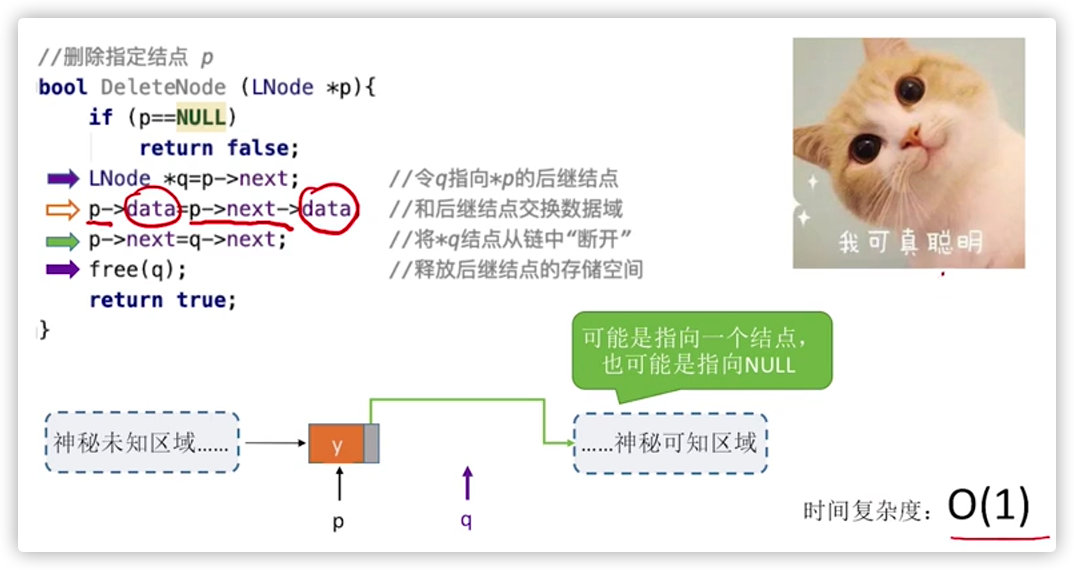 //删除指定结点 p
bool DeleteNode (LNode *p){
if (p==NULL)
return false;
LNode *q=p->next; //令q指向*p的后继结点
p->data=p->next->data //和后继结点交换数据域
p->next=q->next; //将*q结点从链中“断开”
free(q); //释放后继结点的存储空间
return true;
}
我可真聪明
可能是指向一个结点，
也可能是指向NULL
神秘未知区域……
y
……神秘可知区域
p
q
时间复杂度：O(1)